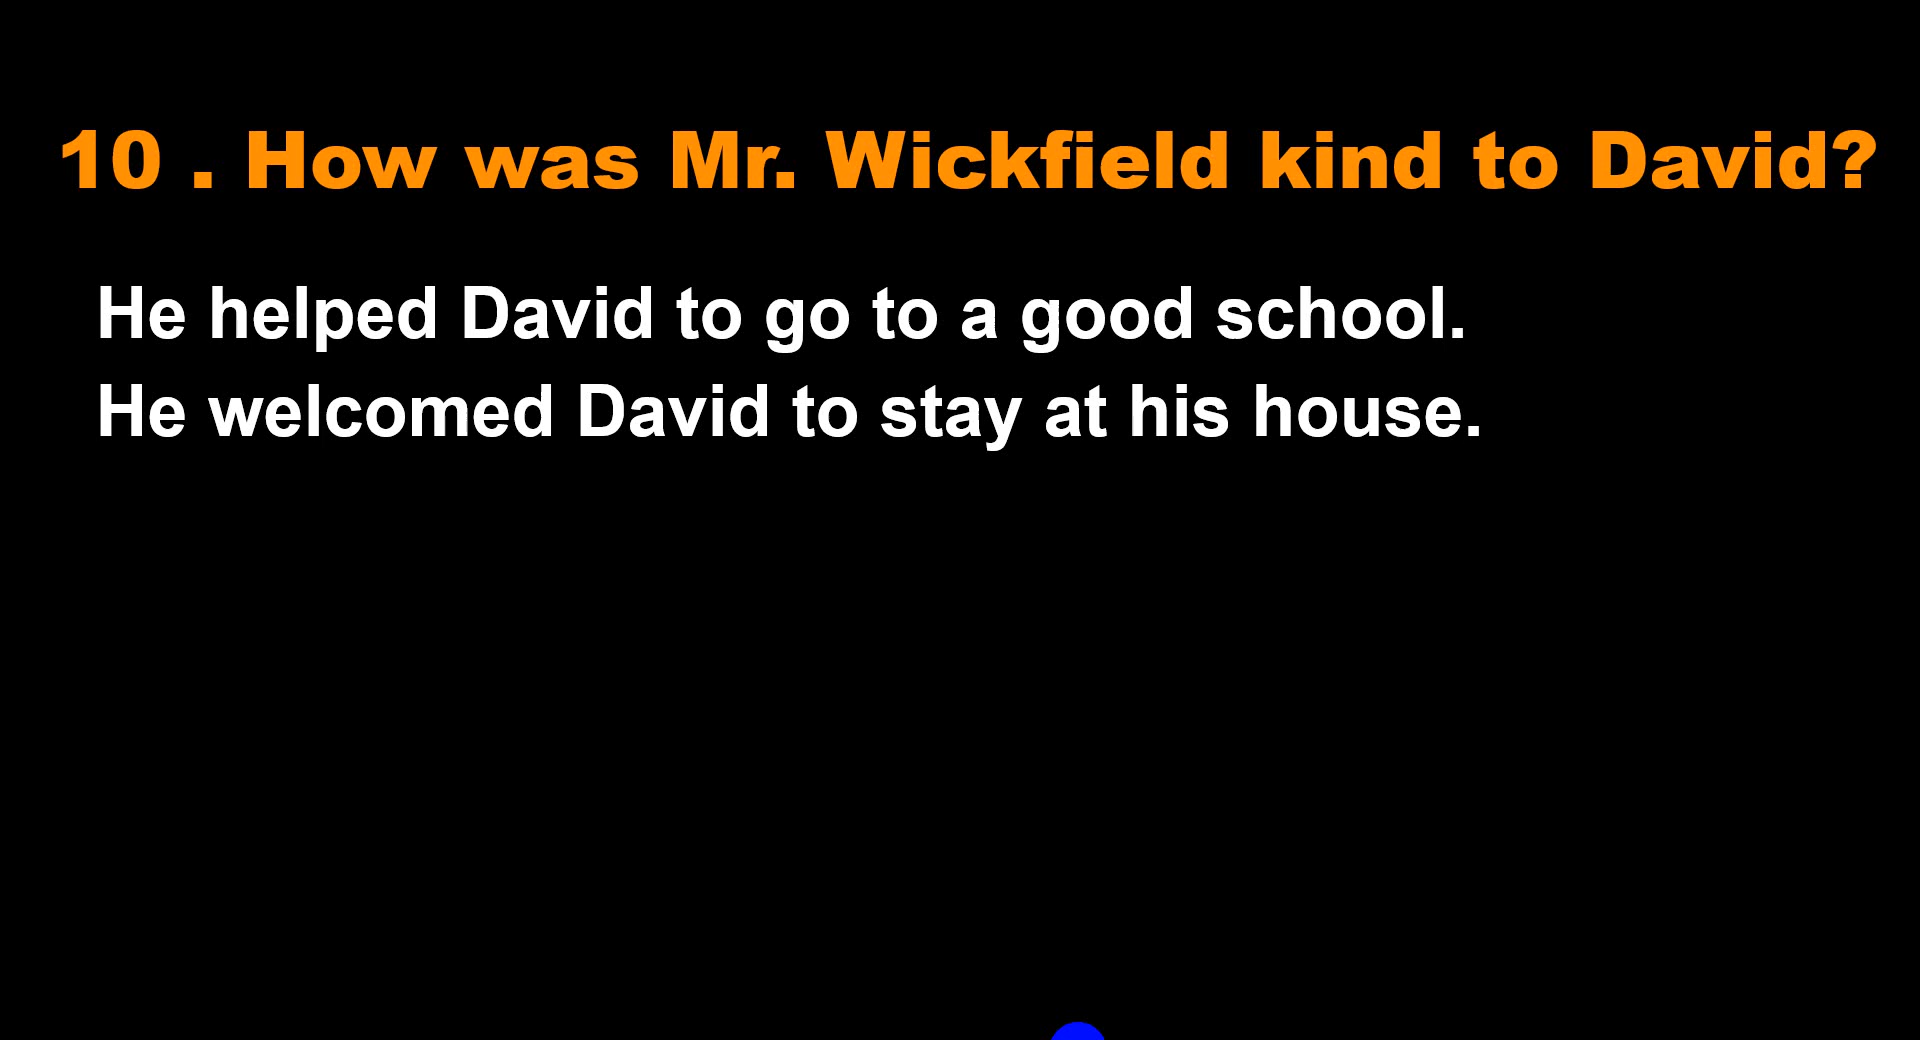 10 . How was Mr. Wickfield kind to David?
He helped David to go to a good school.
He welcomed David to stay at his house.